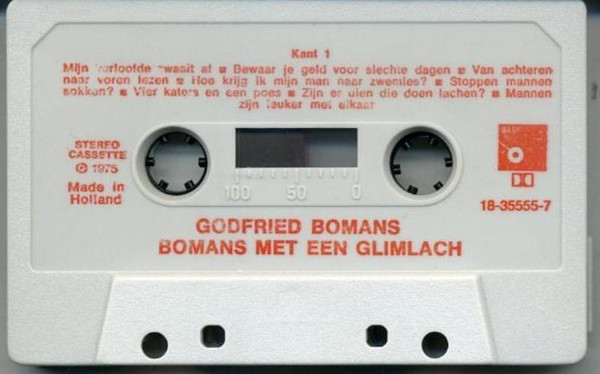 Kant 1
Mijn verloofde zwaait af ■ Bewaar je geld voor slechte dagen ■ Van achteren
naar voren lezen ■ Hoe krijg ik mijn man naar zwemles? ■ Stoppen mannen
sokken? ■ Vier katers en een poes ■ Zijn er uien die doen lachen? ■ Mannen
zijn leuker met elkaar
STEREO
CASSETTE
℗ 1975
Made in
Holland
BASF
100 50 0
18-35555-7
GODFRIED BOMANS
BOMANS MET EEN GLIMLACH